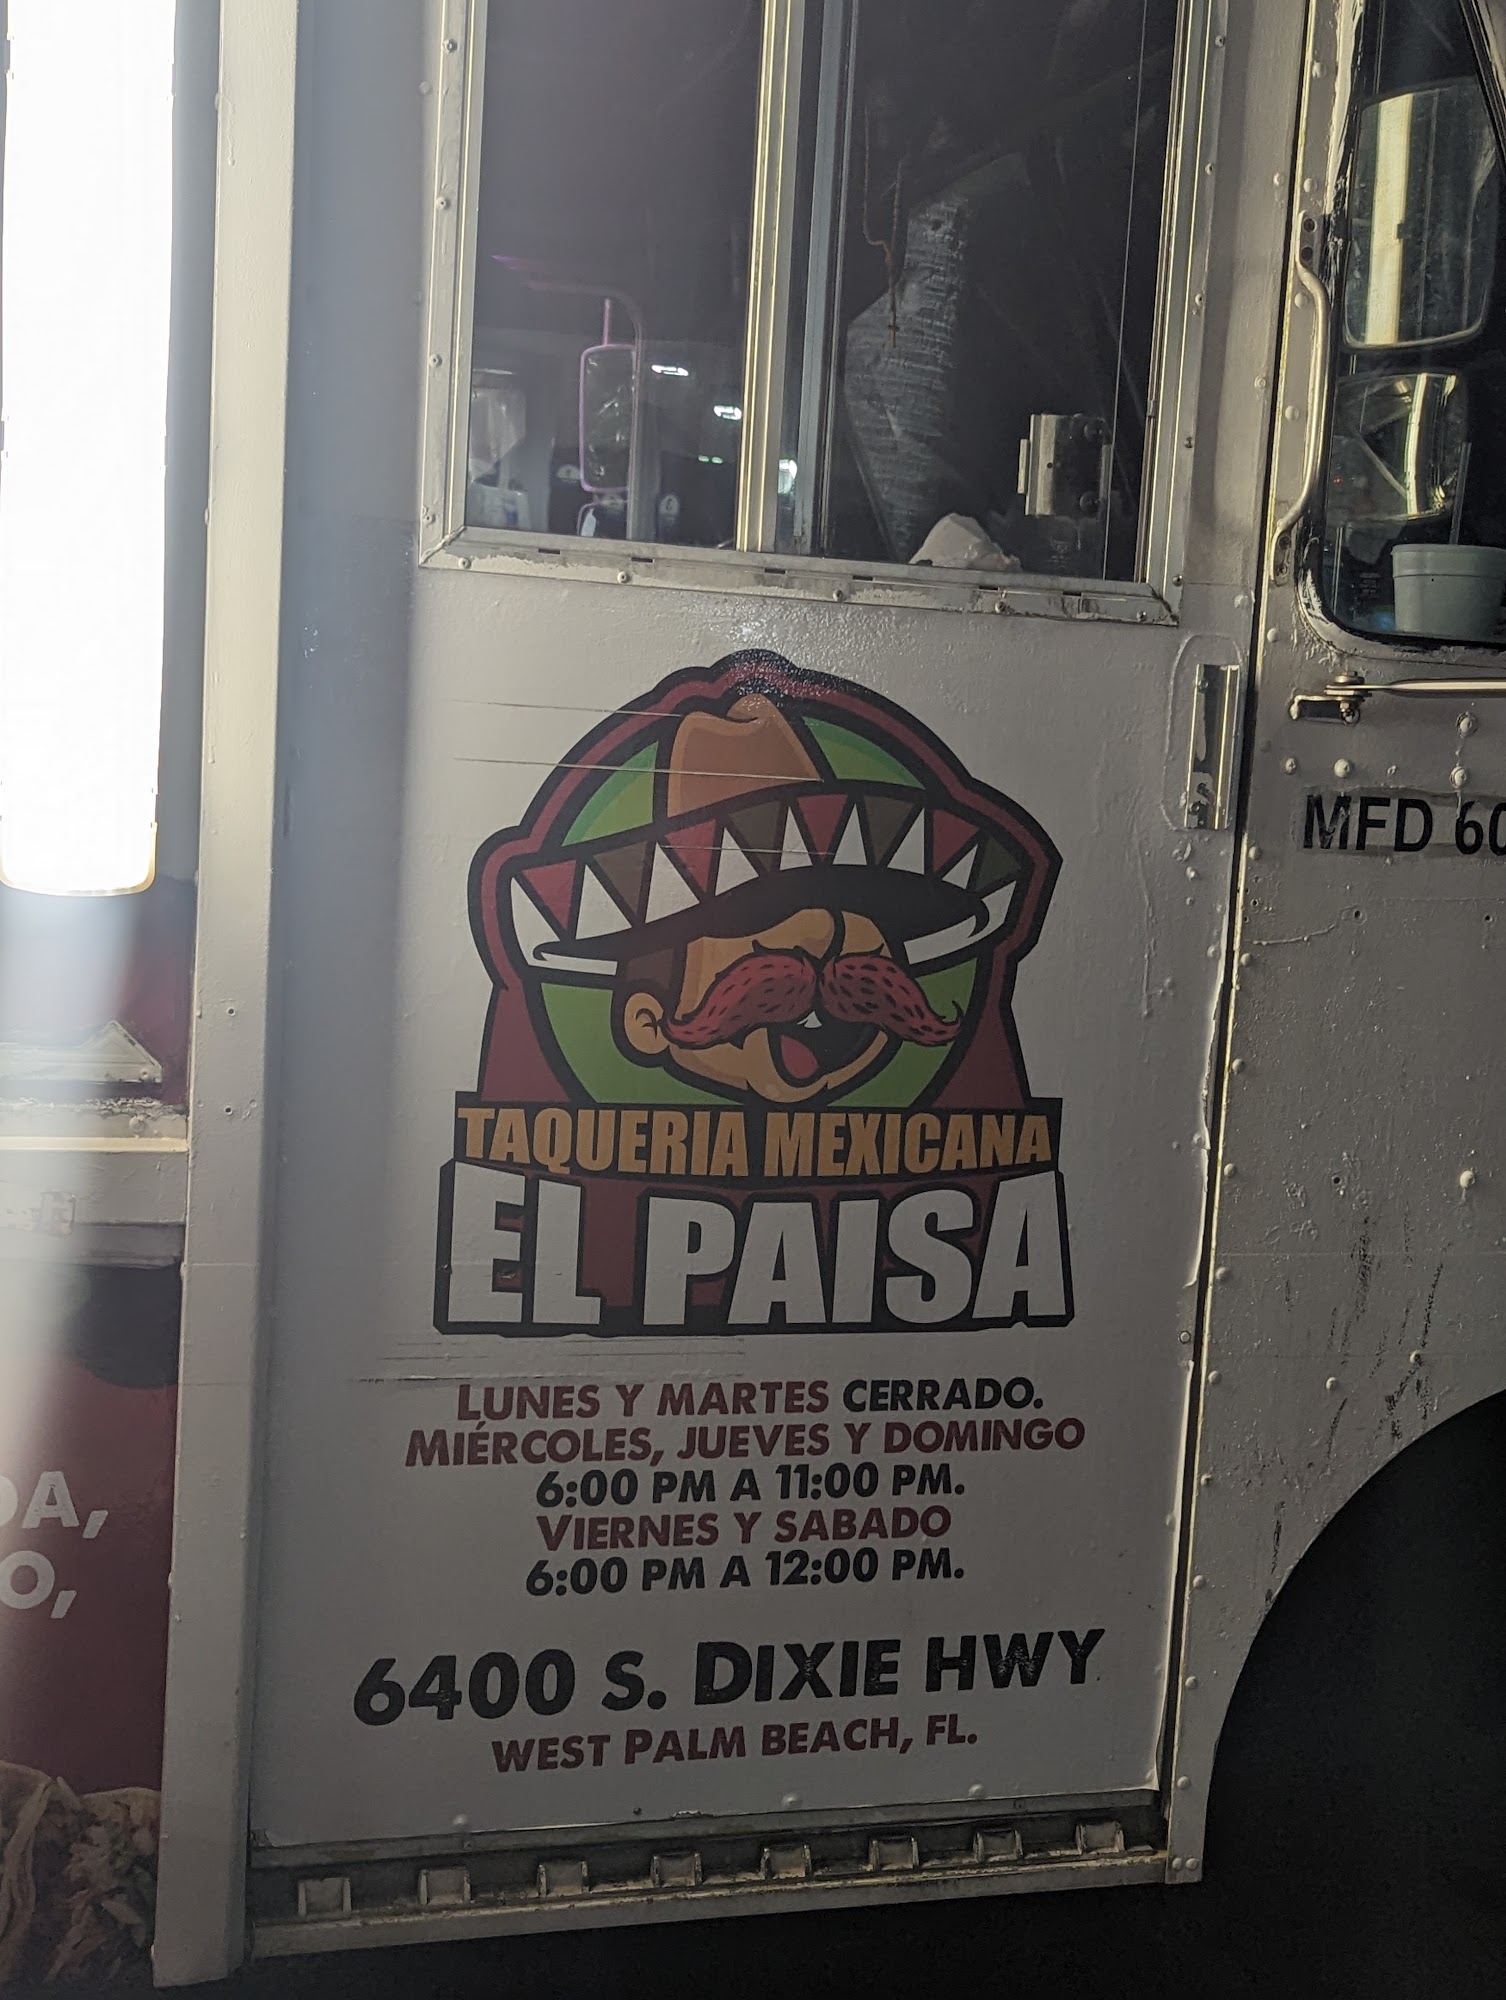 TAQUERIA MEXICANA
EL PAISA
LUNES Y MARTES CERRADO.
MIÉRCOLES, JUEVES Y DOMINGO
6:00 PM A 11:00 PM.
VIERNES Y SABADO
6:00 PM A 12:00 PM.
6400 S. DIXIE HWY
WEST PALM BEACH, FL.
MFD 60